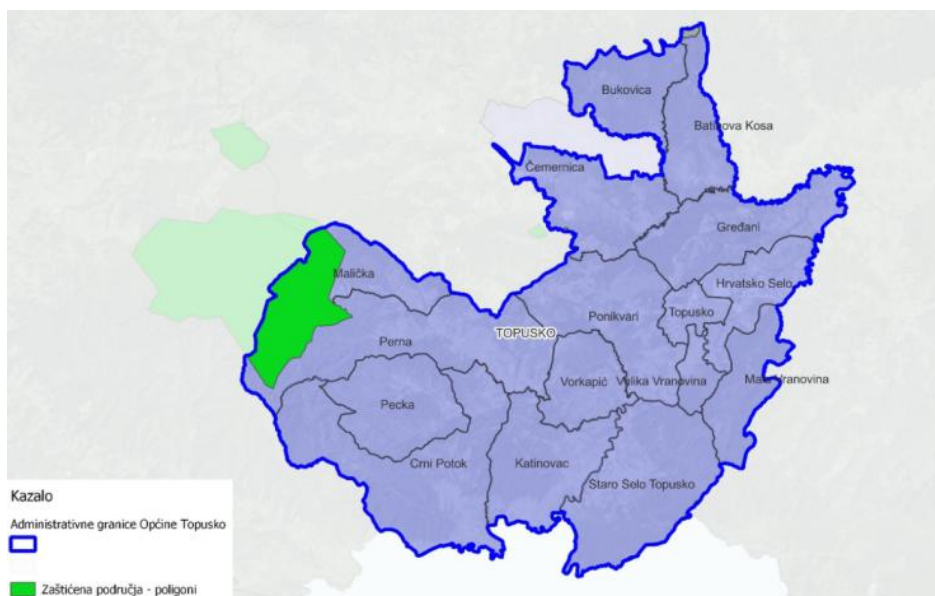 Bukovica
Batinova Kosa
Čemernica
Gređani
Malička
Hrvatsko Selo
Ponikvari
Topusko
TOPUSKO
Perna
Vorkapić
Velika Vranovina
Mala Vranovina
Pecka
Crni Potok
Katinovac
Staro Selo Topusko
Kazalo
Administrativne granice Općine Topusko
Zaštićena područja - poligoni